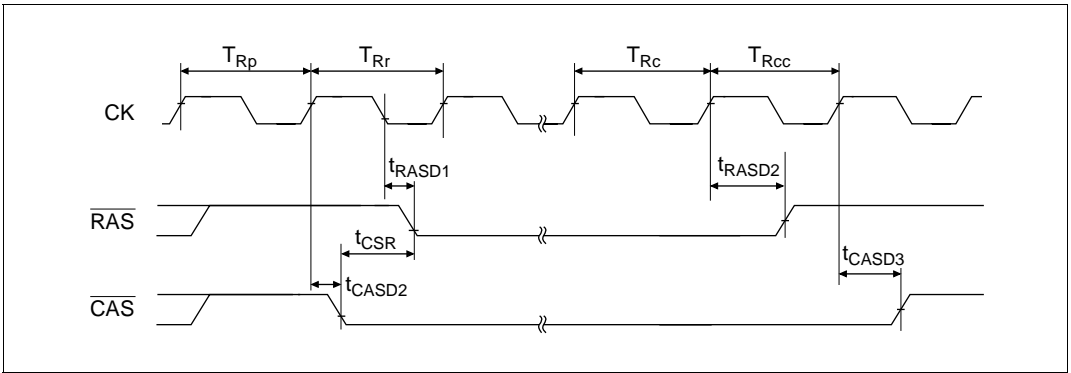 TRp TRr TRc TRcc
CK
tRASD1 tRASD2
RAS
tCSR tCASD3
tCASD2
CAS